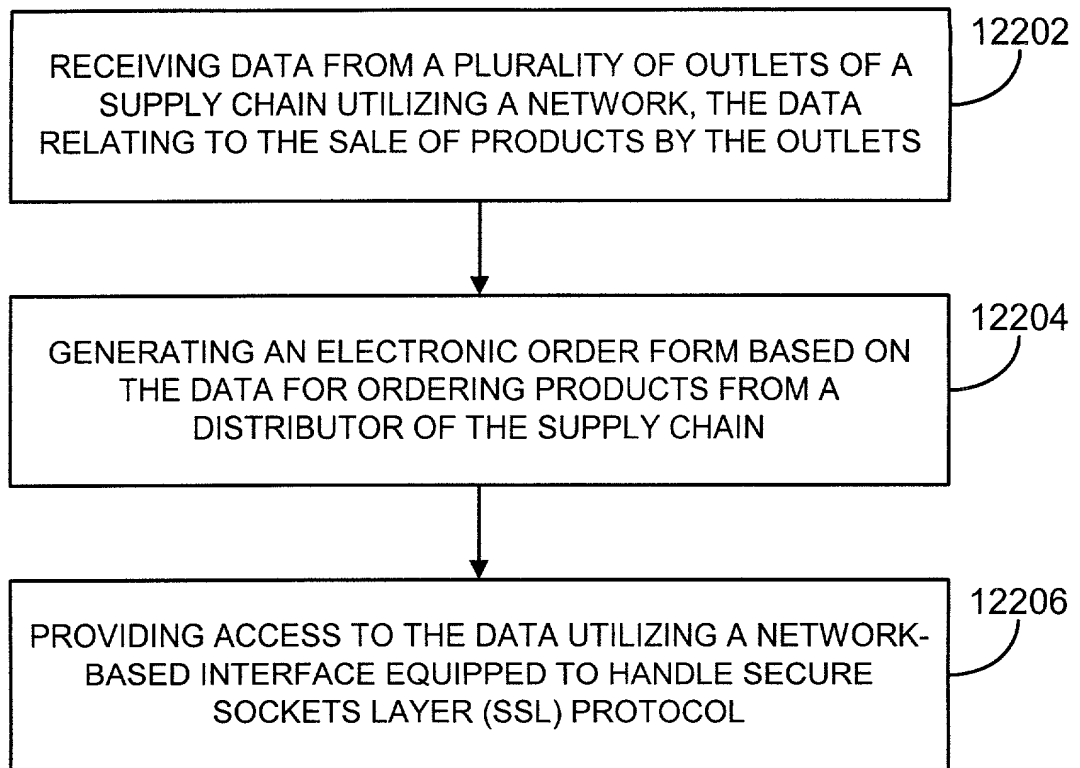 12202
RECEIVING DATA FROM A PLURALITY OF OUTLETS OF A
SUPPLY CHAIN UTILIZING A NETWORK, THE DATA
RELATING TO THE SALE OF PRODUCTS BY THE OUTLETS
12204
GENERATING AN ELECTRONIC ORDER FORM BASED ON
THE DATA FOR ORDERING PRODUCTS FROM A
DISTRIBUTOR OF THE SUPPLY CHAIN
12206
PROVIDING ACCESS TO THE DATA UTILIZING A NETWORK-
BASED INTERFACE EQUIPPED TO HANDLE SECURE
SOCKETS LAYER (SSL) PROTOCOL